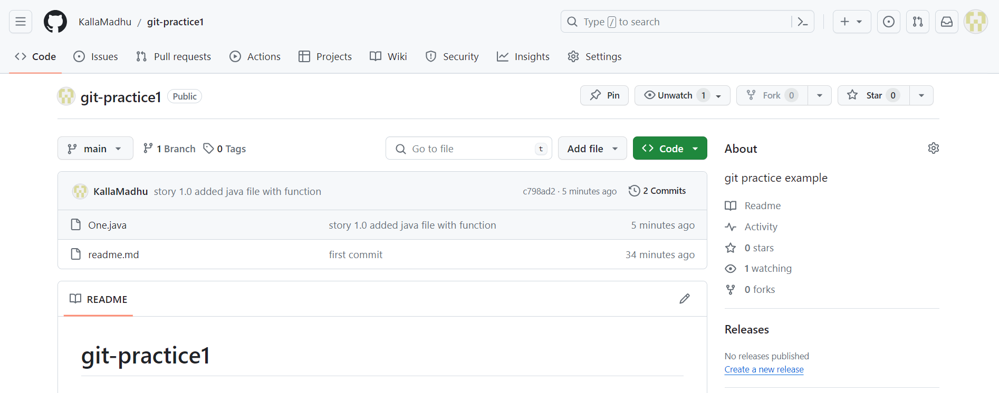 KallaMadhu / git-practice1
Type / to search
Code Issues Pull requests Actions Projects Wiki Security Insights Settings
git-practice1 Public
Pin Unwatch 1 Fork 0 Star 0
main 1 Branch 0 Tags
Go to file t Add file Code
KallaMadhu story 1.0 added java file with function c798ad2 · 5 minutes ago 2 Commits
One.java story 1.0 added java file with function 5 minutes ago
readme.md first commit 34 minutes ago
README
git-practice1
About
git practice example
Readme
Activity
0 stars
1 watching
0 forks
Releases
No releases published
Create a new release